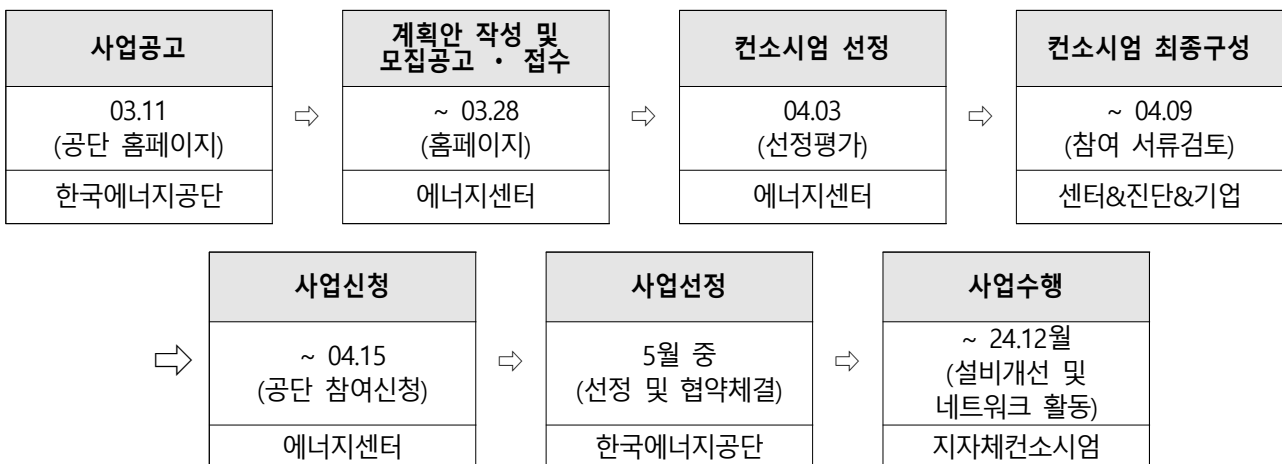 사업공고
03.11
(공단 홈페이지)
한국에너지공단
⇨
계획안 작성 및
모집공고 · 접수
~ 03.28
(홈페이지)
에너지센터
⇨
컨소시엄 선정
04.03
(선정평가)
에너지센터
⇨
컨소시엄 최종구성
~ 04.09
(참여 서류검토)
센터&진단&기업
⇨
사업신청
~ 04.15
(공단 참여신청)
에너지센터
⇨
사업선정
5월 중
(선정 및 협약체결)
한국에너지공단
⇨
사업수행
~ 24.12월
(설비개선 및
네트워크 활동)
지자체컨소시엄